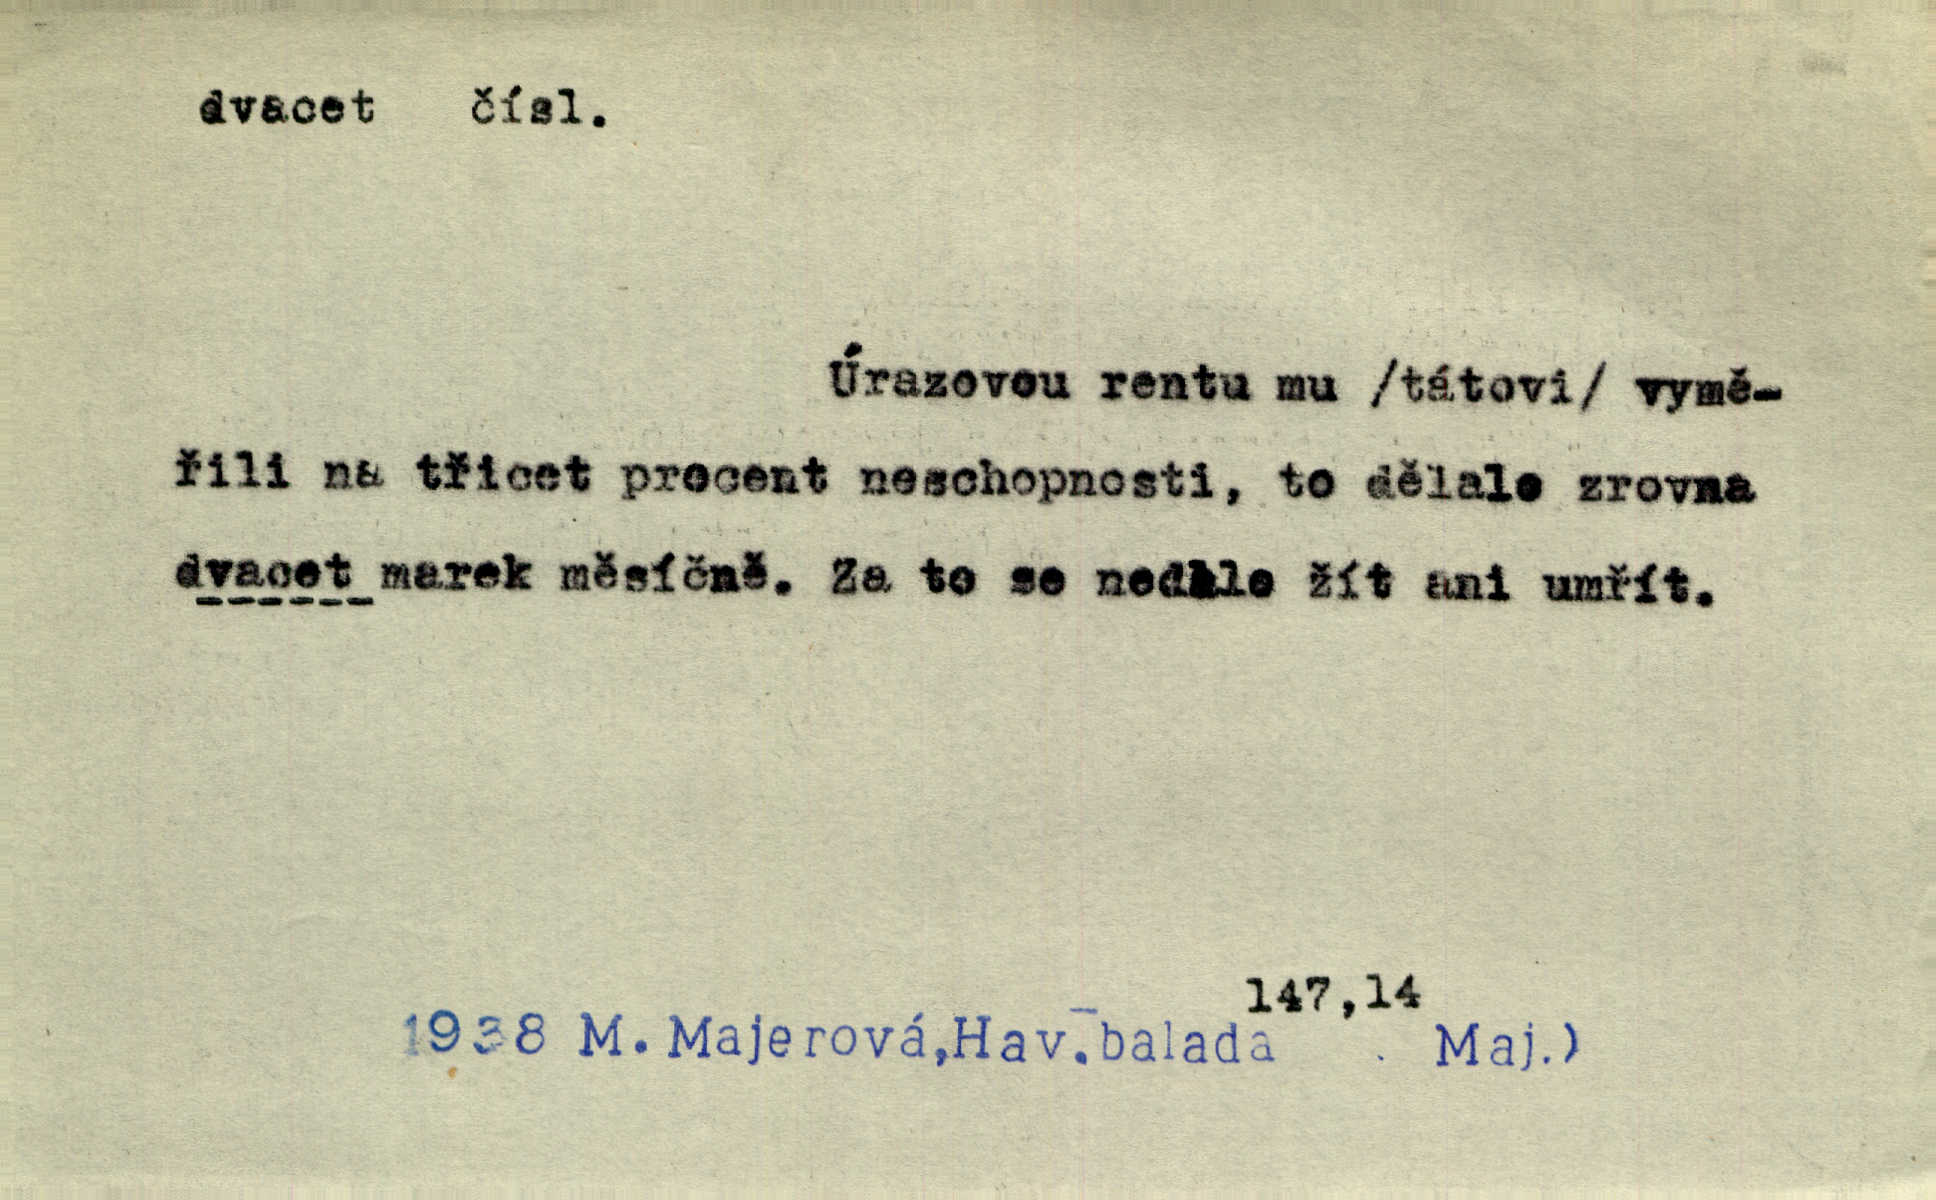 dvacet čísl.
Úrazovou rentu mu /tátovi/ vymě-
řili na třicet procent neschopnosti, to dělalo zrovna
dvacet marek měsíčně. Za to se nedalo žít ani umřít.
147,14
1938 M. Majerová, Hav. balada . Maj.)